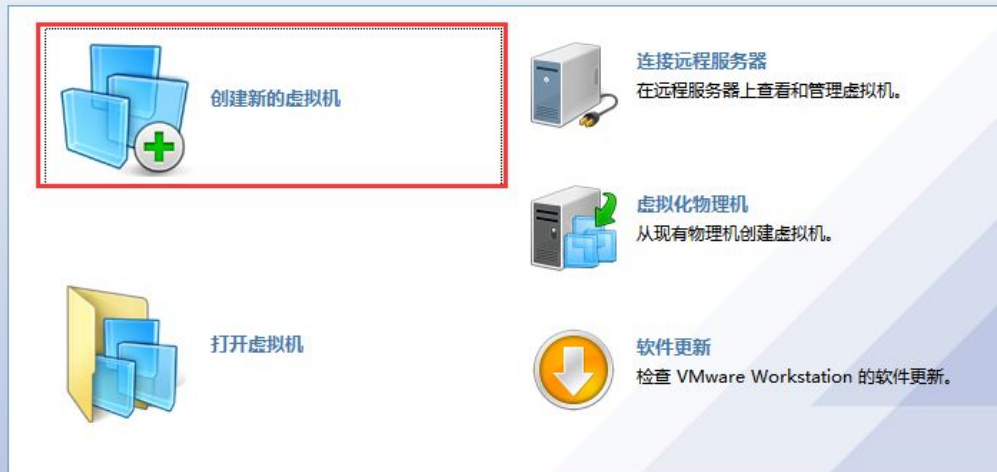 创建新的虚拟机
打开虚拟机
连接远程服务器
在远程服务器上查看和管理虚拟机。
虚拟化物理机
从现有物理机创建虚拟机。
软件更新
检查 VMware Workstation 的软件更新。